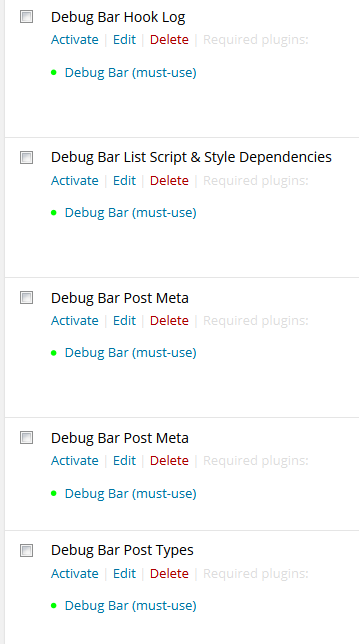 Debug Bar Hook Log
Activate | Edit | Delete | Required plugins:
Debug Bar (must-use)
Debug Bar List Script & Style Dependencies
Activate | Edit | Delete | Required plugins:
Debug Bar (must-use)
Debug Bar Post Meta
Activate | Edit | Delete | Required plugins:
Debug Bar (must-use)
Debug Bar Post Meta
Activate | Edit | Delete | Required plugins:
Debug Bar (must-use)
Debug Bar Post Types
Activate | Edit | Delete | Required plugins:
Debug Bar (must-use)